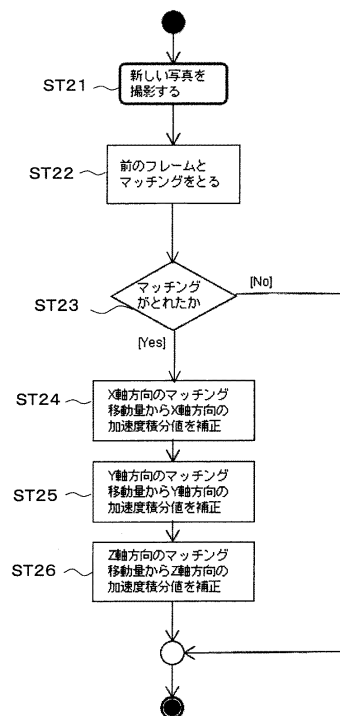 ST21
新しい写真を
撮影する
ST22
前のフレームと
マッチングをとる
ST23
マッチング
がとれたか
[No]
[Yes]
ST24
X軸方向のマッチング
移動量からX軸方向の
加速度積分値を補正
ST25
Y軸方向のマッチング
移動量からY軸方向の
加速度積分値を補正
ST26
Z軸方向のマッチング
移動量からZ軸方向の
加速度積分値を補正